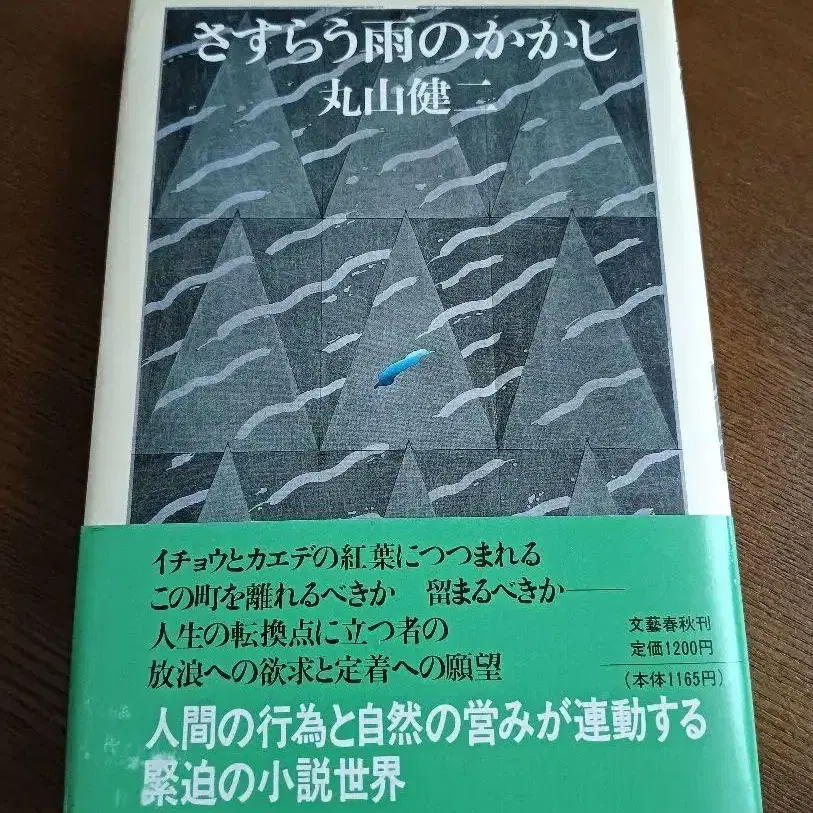 さすらう雨のかかし
丸山健二
イチョウとカエデの紅葉につつまれる
この町を離れるべきか 留まるべきか――
人生の転換点に立つ者の
放浪への欲求と定着への願望
文藝春秋刊
定価1200円
(本体1165円)
人間の行為と自然の営みが連動する
緊迫の小説世界